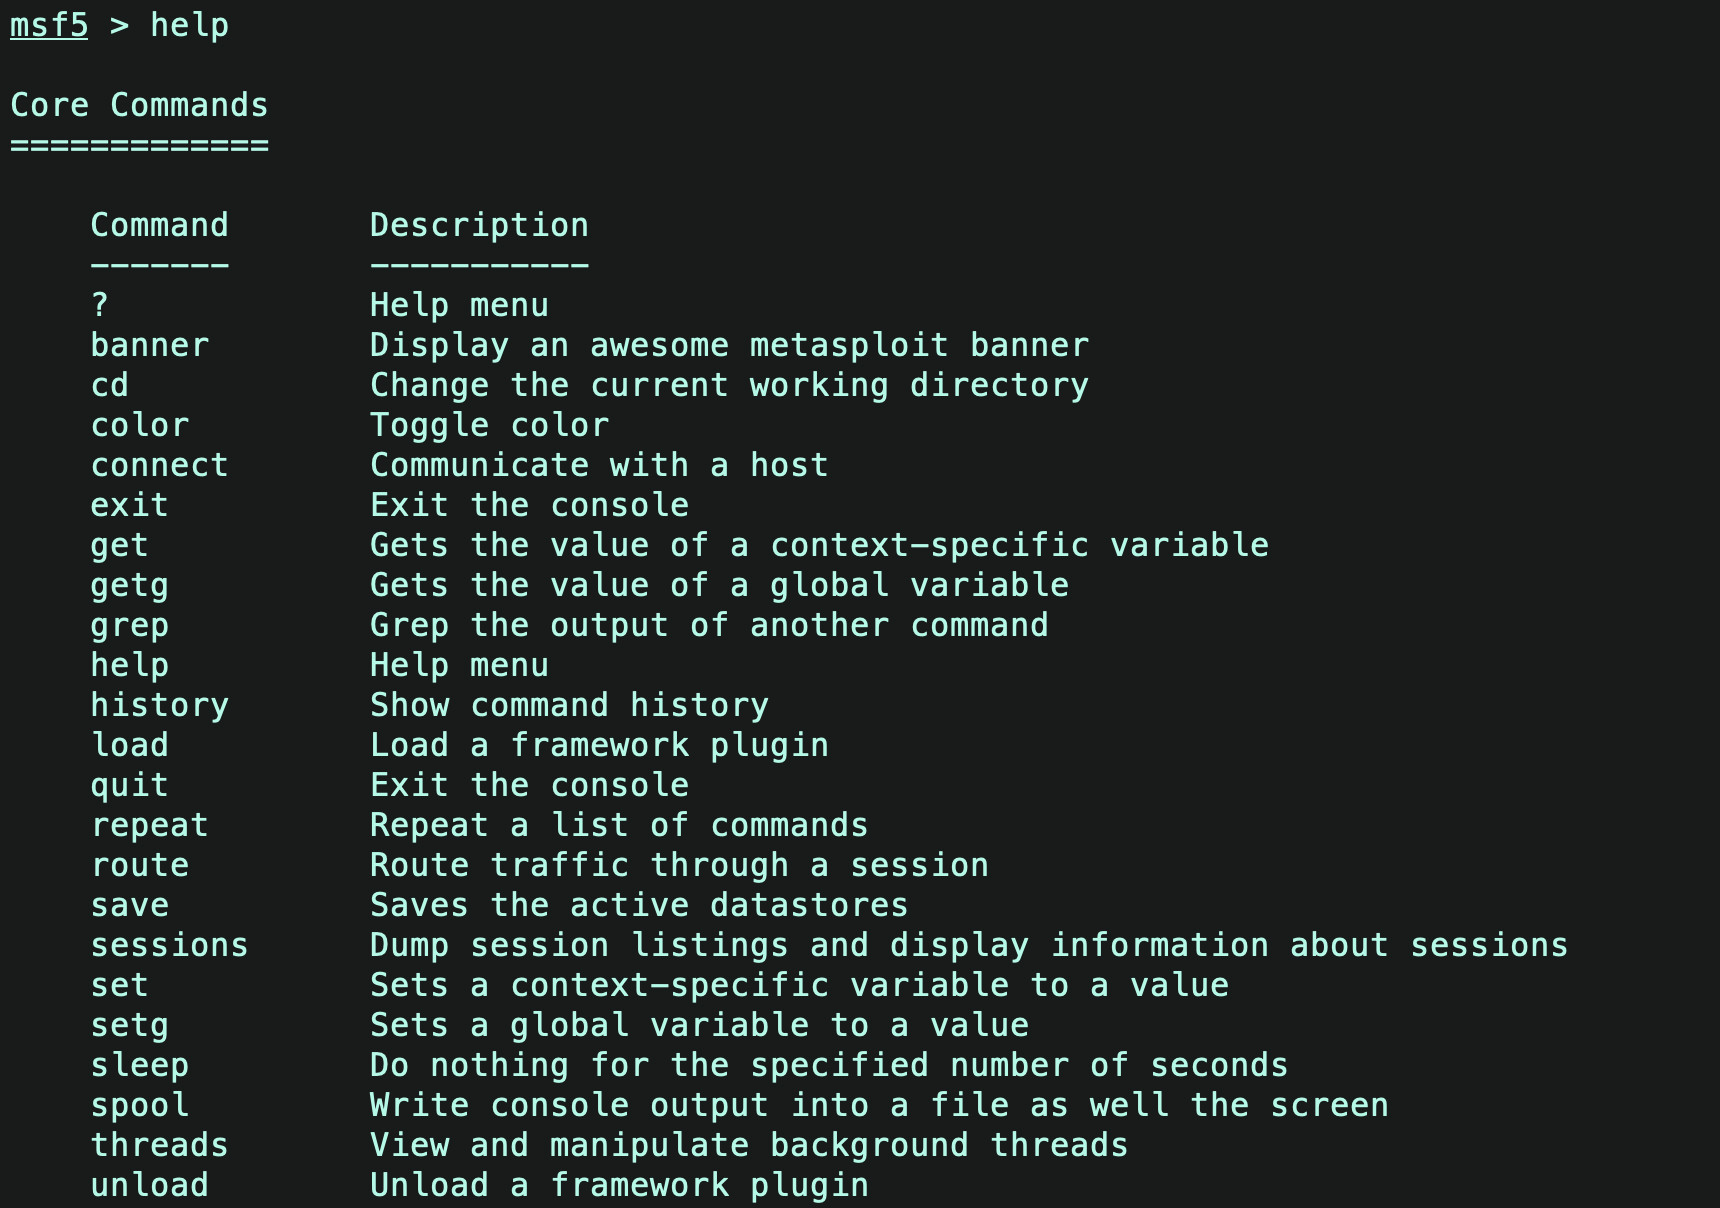 msf5 > help
Core Commands
=============
Command       Description
-------       -----------
?             Help menu
banner        Display an awesome metasploit banner
cd            Change the current working directory
color         Toggle color
connect       Communicate with a host
exit          Exit the console
get           Gets the value of a context-specific variable
getg          Gets the value of a global variable
grep          Grep the output of another command
help          Help menu
history       Show command history
load          Load a framework plugin
quit          Exit the console
repeat        Repeat a list of commands
route         Route traffic through a session
save          Saves the active datastores
sessions      Dump session listings and display information about sessions
set           Sets a context-specific variable to a value
setg          Sets a global variable to a value
sleep         Do nothing for the specified number of seconds
spool         Write console output into a file as well the screen
threads       View and manipulate background threads
unload        Unload a framework plugin